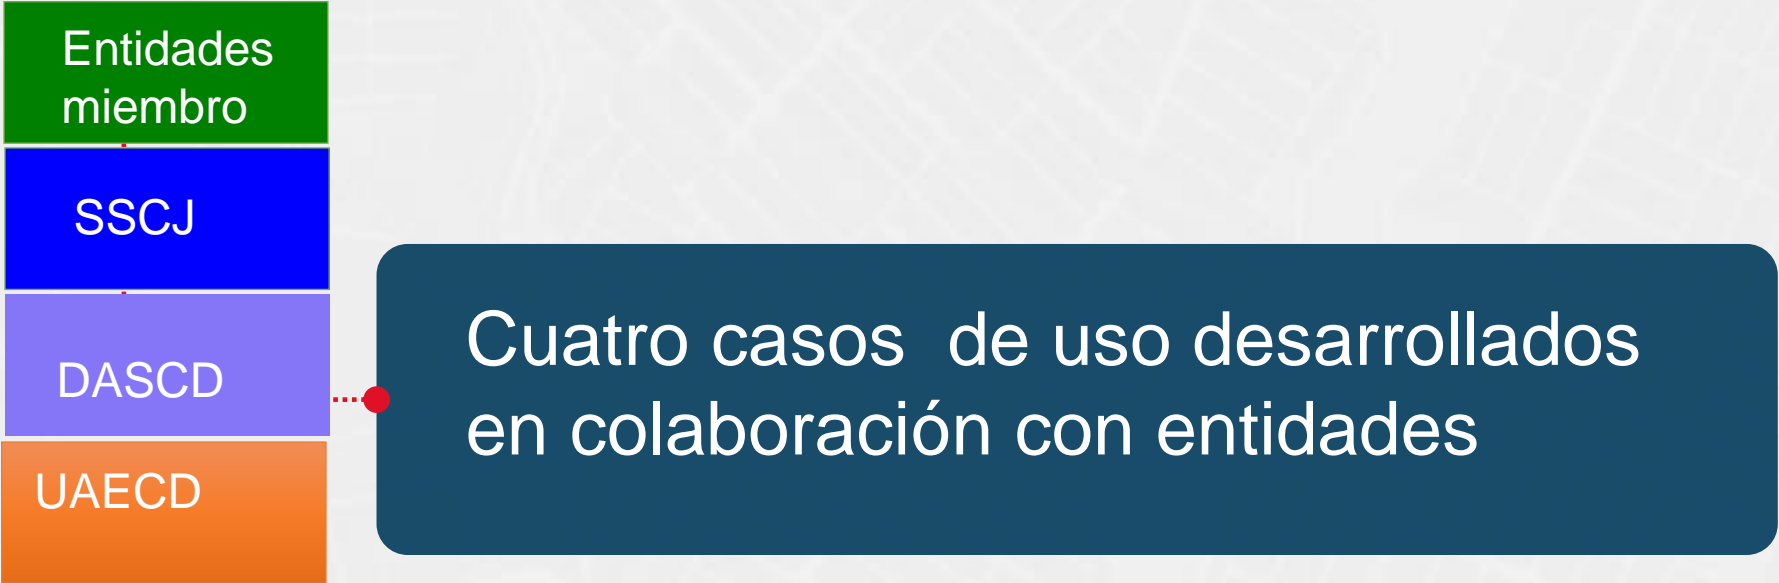 Entidades
miembro
SSCJ
DASCD
UAECD
Cuatro casos  de uso desarrollados
en colaboración con entidades